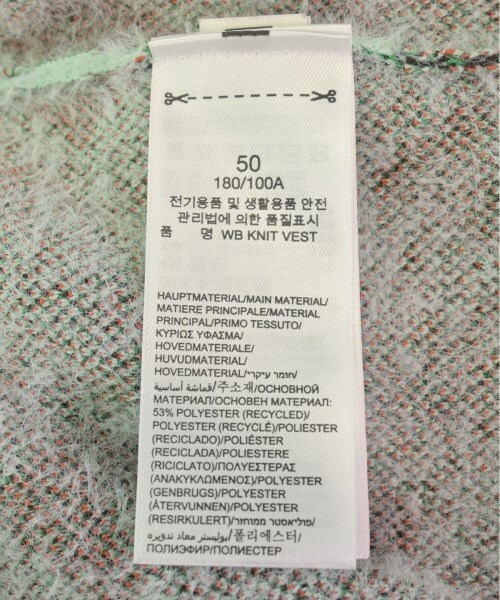 50
180/100A
전기용품 및 생활용품 안전
관리법에 의한 품질표시
품 명 WB KNIT VEST
HAUPTMATERIAL/MAIN MATERIAL/
MATIERE PRINCIPALE/MATERIAL
PRINCIPAL/PRIMO TESSUTO/
ΚΥΡΙΩΣ ΥΦΑΣΜΑ/
HOVEDMATERIALE/
HUVUDMATERIAL/
HOVEDMATERIAL/חומר עיקרי/
قماشة أساسية/주소재/ОСНОВНОЙ
МАТЕРИАЛ/ОСНОВЕН МАТЕРИАЛ:
53% POLYESTER (RECYCLED)/
POLYESTER (RECYCLÉ)/POLIÉSTER
(RECICLADO)/POLIÉSTER
(RECICLADA)/POLIESTERE
(RICICLATO)/ΠΟΛΥΕΣΤΕΡΑΣ
(ΑΝΑΚΥΚΛΩΜΕΝΟΣ)/POLYESTER
(GENBRUGS)/POLYESTER
(ÅTERVUNNEN)/POLYESTER
(RESIRKULERT)/פוליאסטר ממוחזר/
بوليستر معاد تدويره/폴리에스터/
ПОЛИЭФИР/ПОЛИЕСТЕР